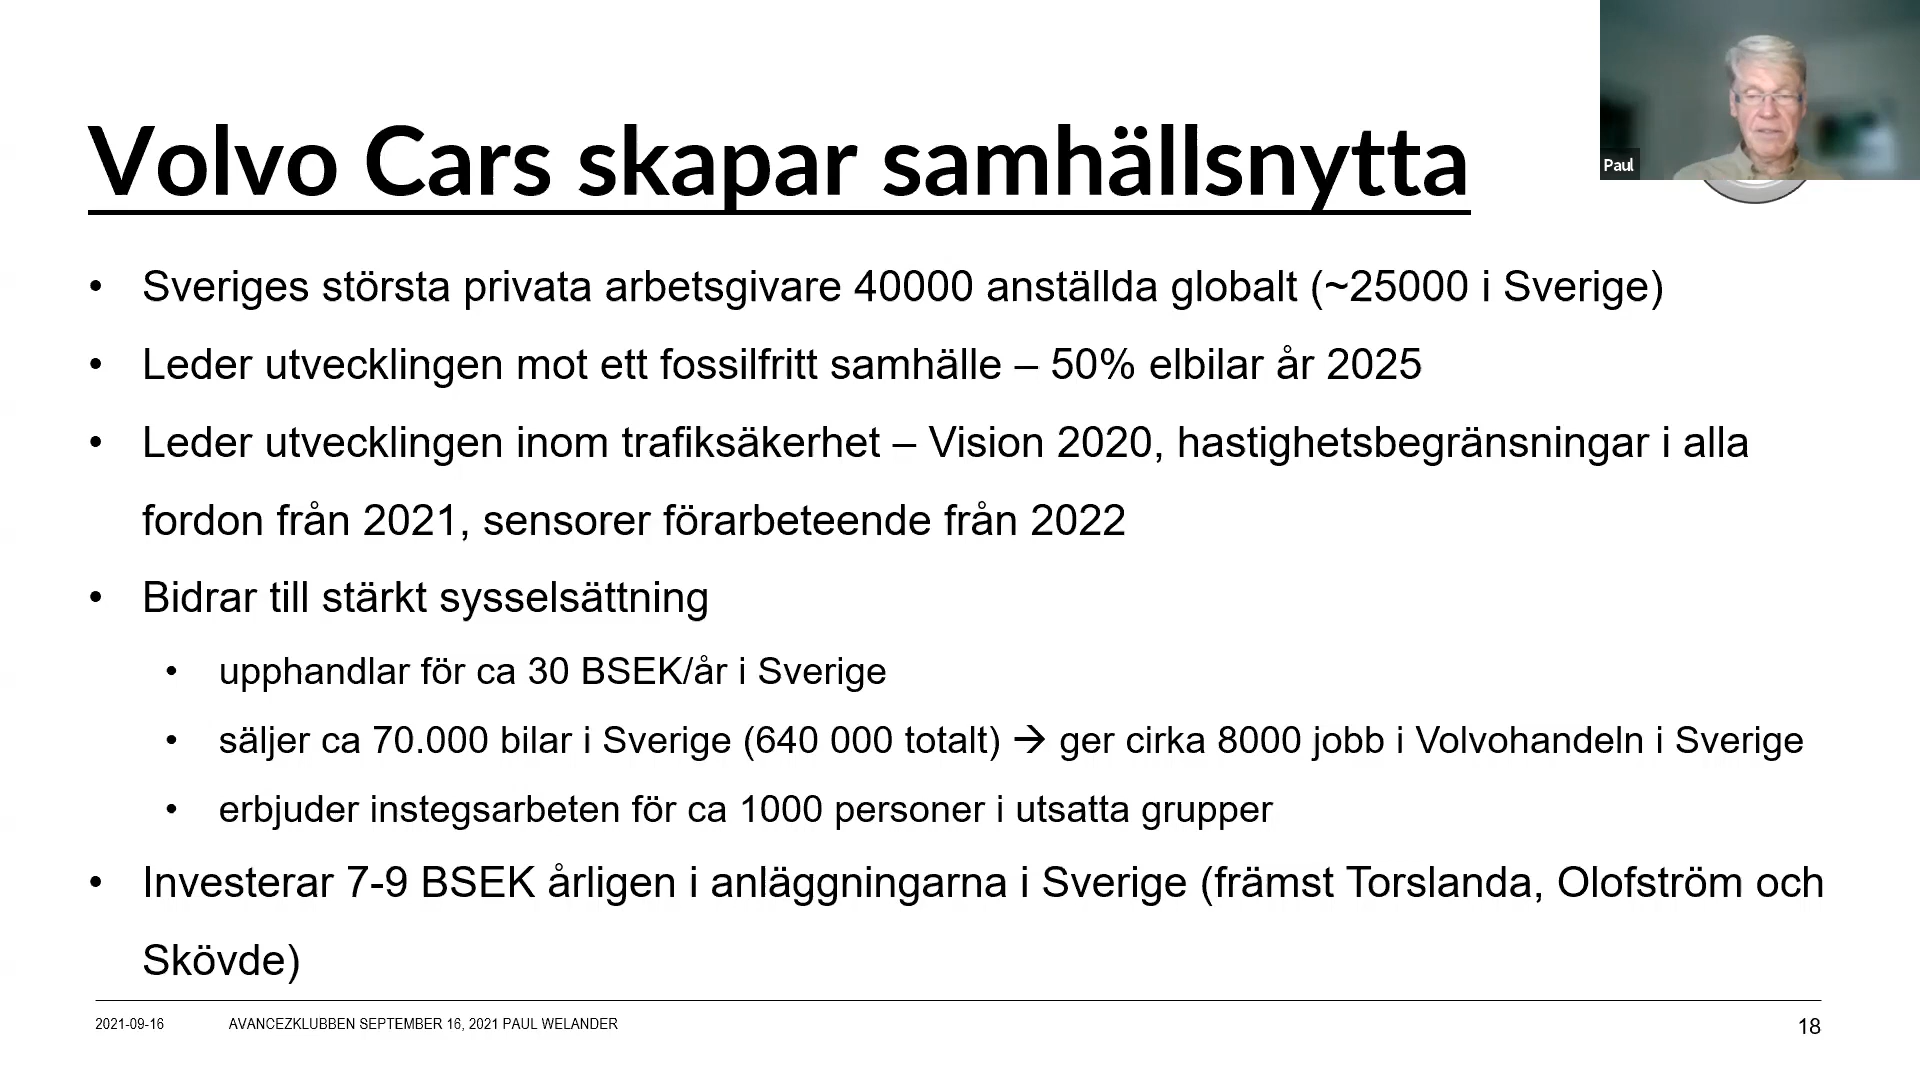 Volvo Cars skapar samhällsnytta
Paul
• Sveriges största privata arbetsgivare 40000 anställda globalt (~25000 i Sverige)
• Leder utvecklingen mot ett fossilfritt samhälle – 50% elbilar år 2025
• Leder utvecklingen inom trafiksäkerhet – Vision 2020, hastighetsbegränsningar i alla
fordon från 2021, sensorer förarbeteende från 2022
• Bidrar till stärkt sysselsättning
• upphandlar för ca 30 BSEK/år i Sverige
• säljer ca 70.000 bilar i Sverige (640 000 totalt) → ger cirka 8000 jobb i Volvohandeln i Sverige
• erbjuder instegsarbeten för ca 1000 personer i utsatta grupper
• Investerar 7-9 BSEK årligen i anläggningarna i Sverige (främst Torslanda, Olofström och
Skövde)
2021-09-16 AVANCEZKLUBBEN SEPTEMBER 16, 2021 PAUL WELANDER 18